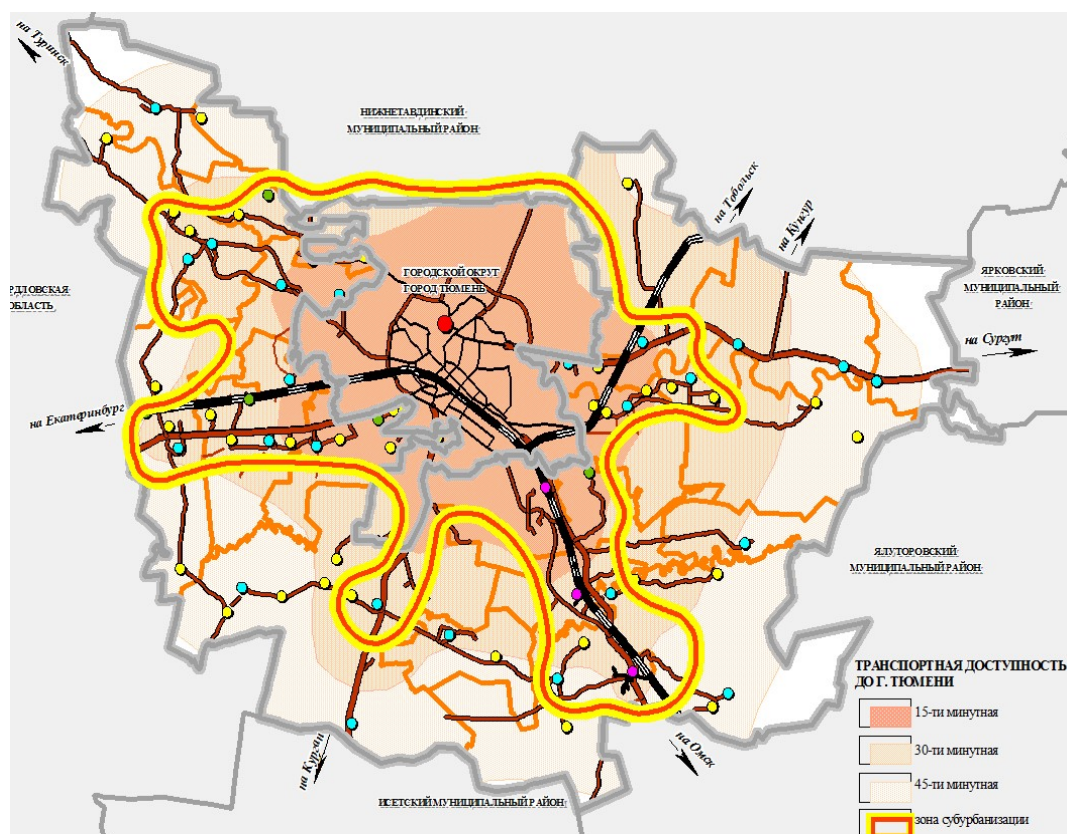 на Туринск
НИЖНЕТАВДИНСКИЙ
МУНИЦИПАЛЬНЫЙ РАЙОН
на Тобольск
на Кунгур
ГОРОДСКОЙ ОКРУГ
ГОРОД ТЮМЕНЬ
РДЛОВСКАЯ
ОБЛАСТЬ
ЯРКОВСКИЙ
МУНИЦИПАЛЬНЫЙ
РАЙОН
на Сургут
на Екатеринбург
ЯЛУТОРОВСКИЙ
МУНИЦИПАЛЬНЫЙ РАЙОН
на Курган
на Омск
ИСЕТСКИЙ МУНИЦИПАЛЬНЫЙ РАЙОН
ТРАНСПОРТНАЯ ДОСТУПНОСТЬ
ДО Г. ТЮМЕНИ
15-ти минутная
30-ти минутная
45-ти минутная
зона субурбанизации